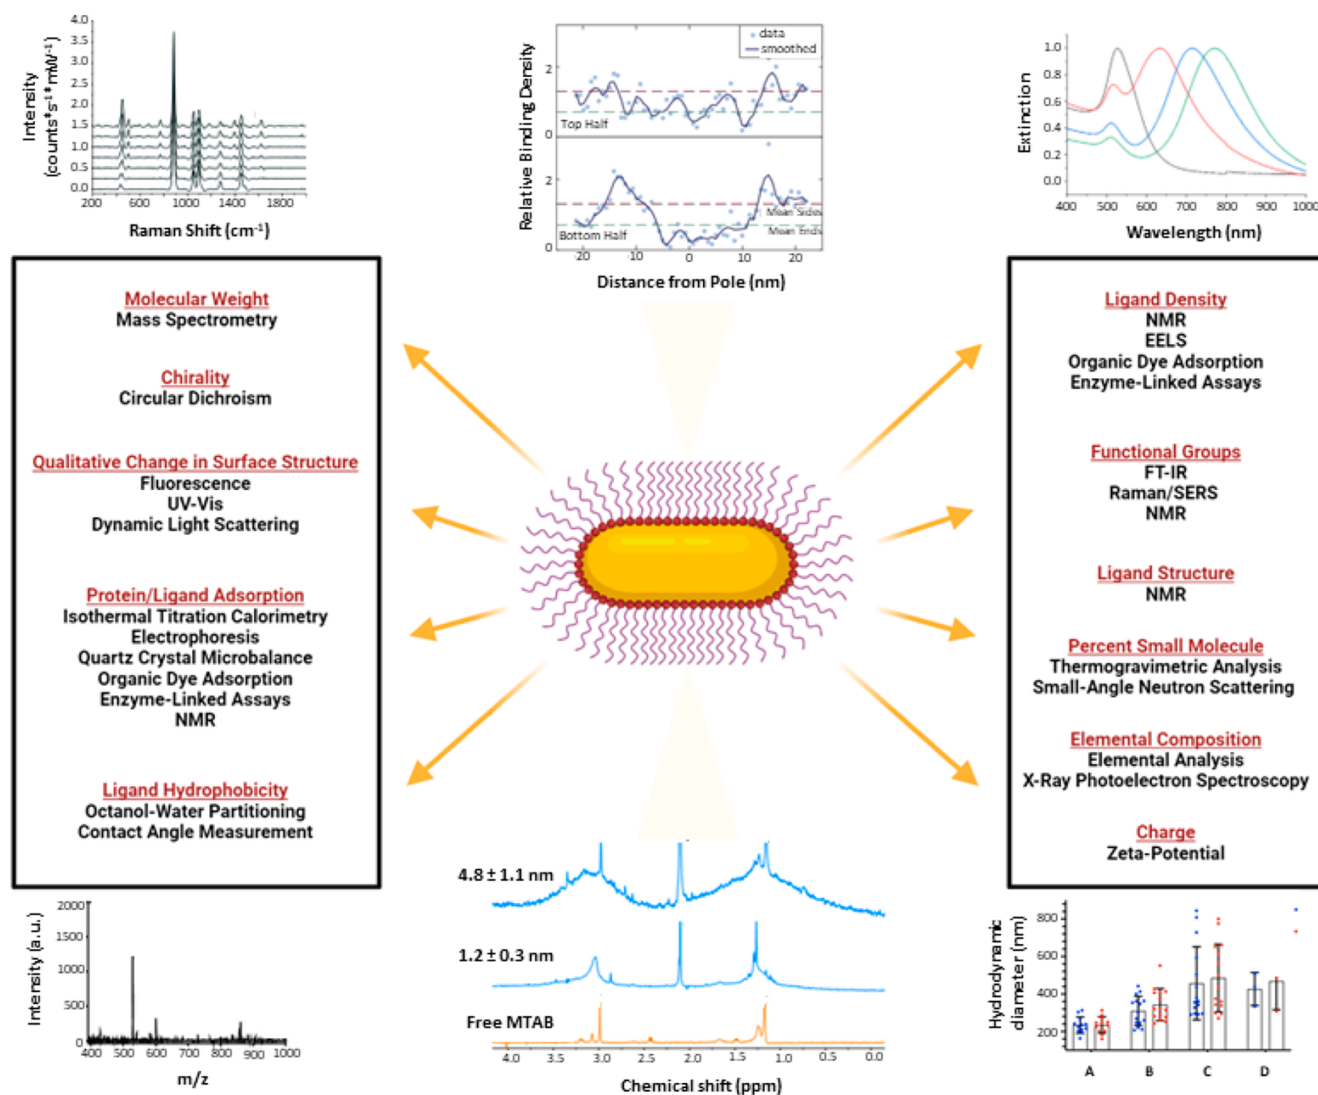 Intensity
(counts*s⁻¹*mW⁻¹)
4.0
3.5
3.0
2.5
2.0
1.5
1.0
0.5
0.0
200
600
1000
1400
1800
Raman Shift (cm⁻¹)
Relative Binding Density
data
smoothed
2
0
Top Half
2
0
Mean Sides
Mean Ends
Bottom Half
-20
-10
0
10
20
Distance from Pole (nm)
Extinction
1.0
0.8
0.6
0.4
0.2
0.0
400
500
600
700
800
900
1000
Wavelength (nm)
Molecular Weight
Mass Spectrometry
Chirality
Circular Dichroism
Qualitative Change in Surface Structure
Fluorescence
UV-Vis
Dynamic Light Scattering
Protein/Ligand Adsorption
Isothermal Titration Calorimetry
Electrophoresis
Quartz Crystal Microbalance
Organic Dye Adsorption
Enzyme-Linked Assays
NMR
Ligand Hydrophobicity
Octanol-Water Partitioning
Contact Angle Measurement
Ligand Density
NMR
EELS
Organic Dye Adsorption
Enzyme-Linked Assays
Functional Groups
FT-IR
Raman/SERS
NMR
Ligand Structure
NMR
Percent Small Molecule
Thermogravimetric Analysis
Small-Angle Neutron Scattering
Elemental Composition
Elemental Analysis
X-Ray Photoelectron Spectroscopy
Charge
Zeta-Potential
Intensity (a.u.)
2000
1500
1000
500
0
400
500
600
700
800
900
1000
m/z
4.8 ± 1.1 nm
1.2 ± 0.3 nm
Free MTAB
4.0
3.5
3.0
2.5
2.0
1.5
1.0
0.5
0.0
Chemical shift (ppm)
Hydrodynamic
diameter (nm)
800
600
400
200
A
B
C
D